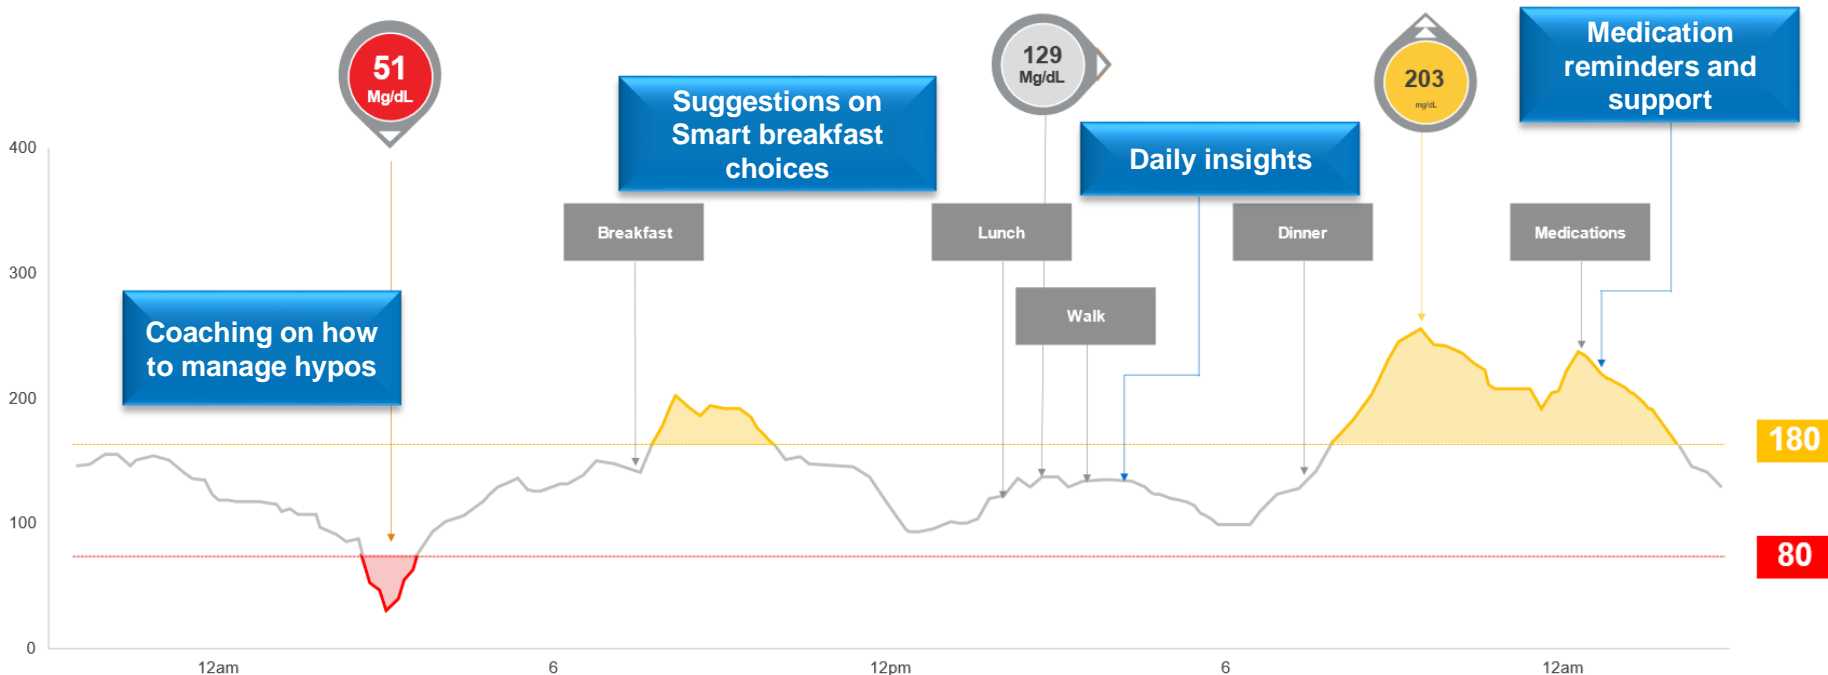 51
Mg/dL
129
Mg/dL
203
mg/dL
Medication
reminders and
support
Suggestions on
Smart breakfast
choices
Daily insights
400
Breakfast
Lunch
Dinner
Medications
300
Walk
Coaching on how
to manage hypos
200
180
100
80
0
12am
6
12pm
6
12am